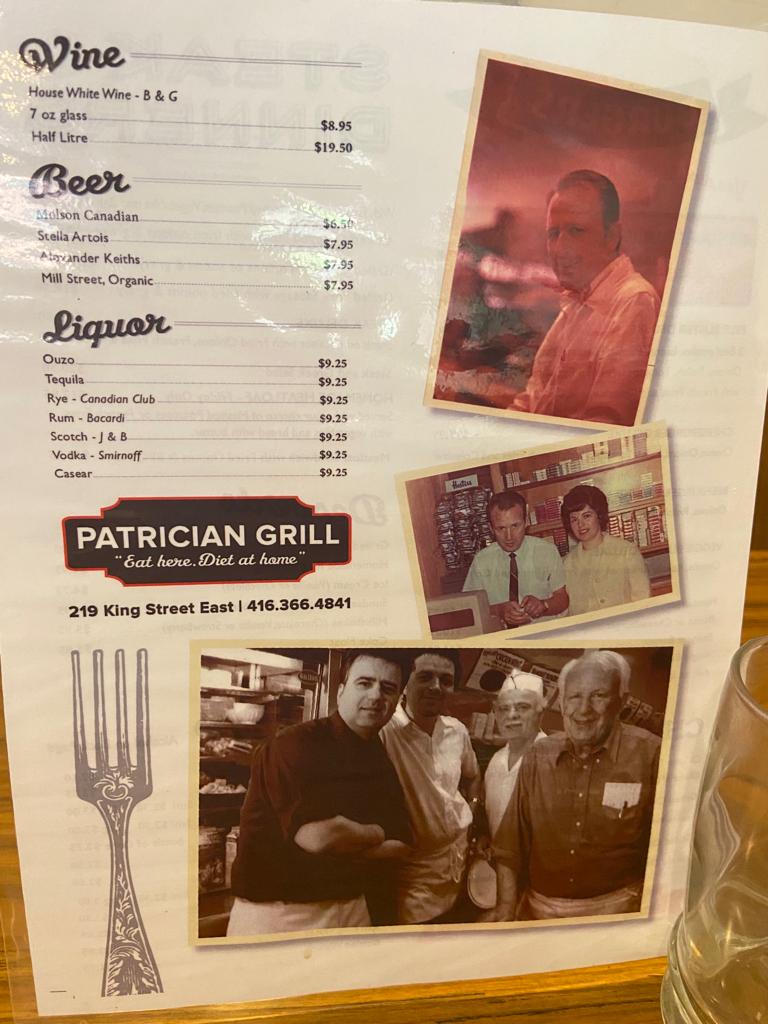 Wine
House White Wine - B & G
7 oz glass $8.95
Half Litre $19.50
Beer
Molson Canadian $6.50
Stella Artois $7.95
Alexander Keiths $7.95
Mill Street, Organic $7.95
Liquor
Ouzo $9.25
Tequila $9.25
Rye - Canadian Club $9.25
Rum - Bacardi $9.25
Scotch - J & B $9.25
Vodka - Smirnoff $9.25
Casear $9.25
PATRICIAN GRILL
"Eat here. Diet at home"
219 King Street East | 416.366.4841